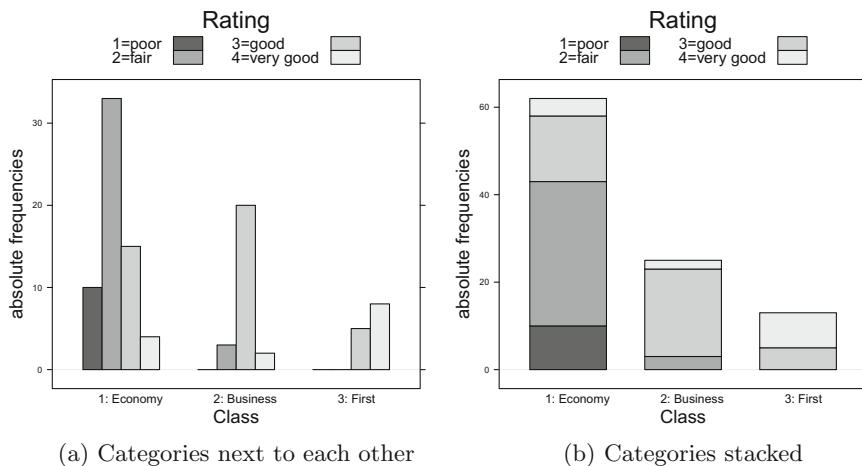 Rating
1=poor 3=good
2=fair 4=very good
absolute frequencies
30
20
10
0
1: Economy 2: Business 3: First
Class
(a) Categories next to each other
Rating
1=poor 3=good
2=fair 4=very good
absolute frequencies
60
40
20
0
1: Economy 2: Business 3: First
Class
(b) Categories stacked